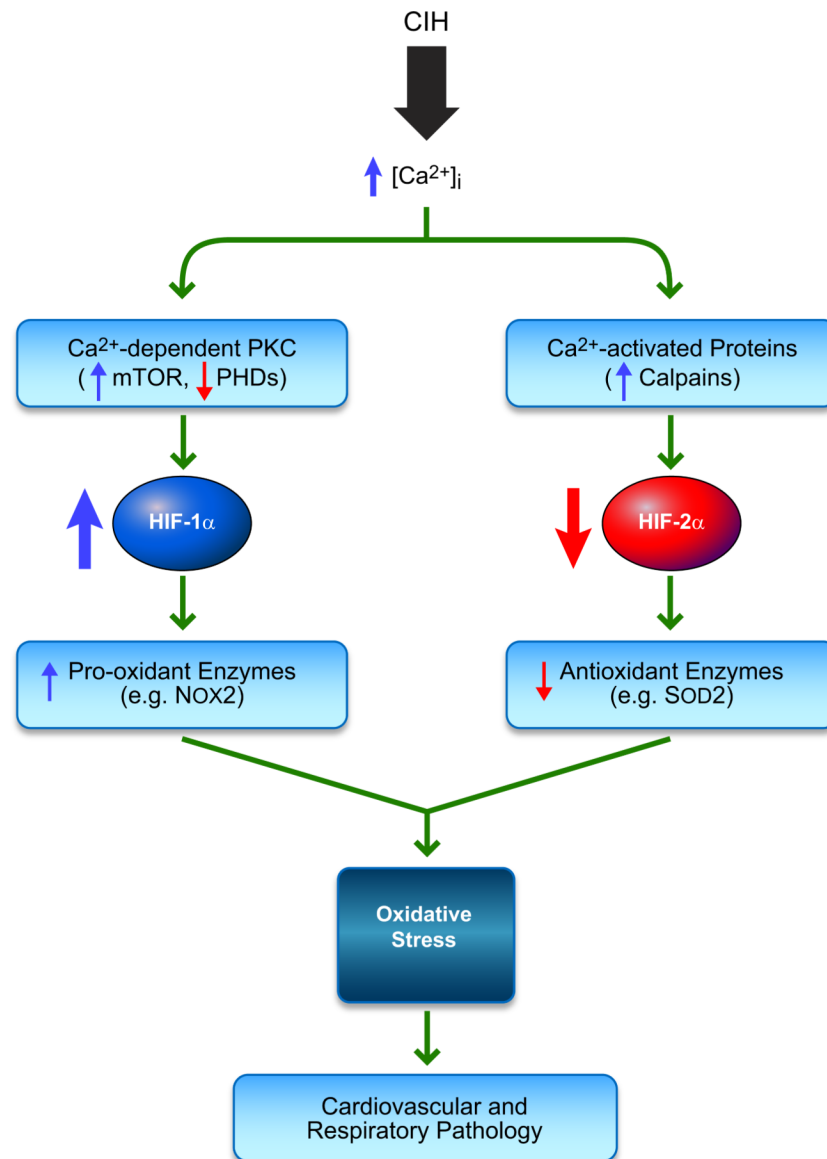 CIH
[Ca²⁺]i
Ca²⁺-dependent PKC
( mTOR, PHDs)
Ca²⁺-activated Proteins
( Calpains)
HIF-1α
HIF-2α
Pro-oxidant Enzymes
(e.g. NOX2)
Antioxidant Enzymes
(e.g. SOD2)
Oxidative
Stress
Cardiovascular and
Respiratory Pathology